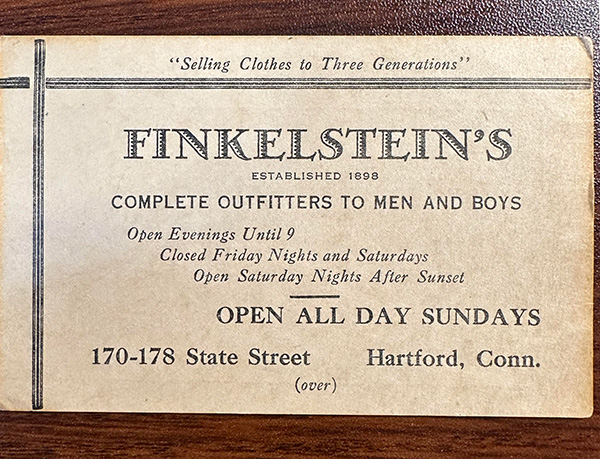 "Selling Clothes to Three Generations"
FINKELSTEIN'S
ESTABLISHED 1898
COMPLETE OUTFITTERS TO MEN AND BOYS
Open Evenings Until 9
Closed Friday Nights and Saturdays
Open Saturday Nights After Sunset
OPEN ALL DAY SUNDAYS
170-178 State Street Hartford, Conn.
(over)